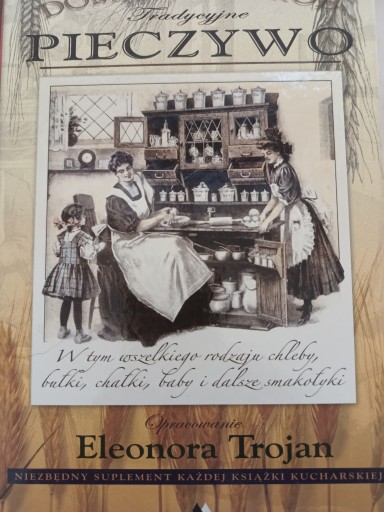 Tradycyjne
PIECZYWO
W tym wszelkiego rodzaju chleby,
bułki, chałki, baby i dalsze smakołyki
Opracowanie
Eleonora Trojan
NIEZBĘDNY SUPLEMENT KAŻDEJ KSIĄŻKI KUCHARSKIEJ